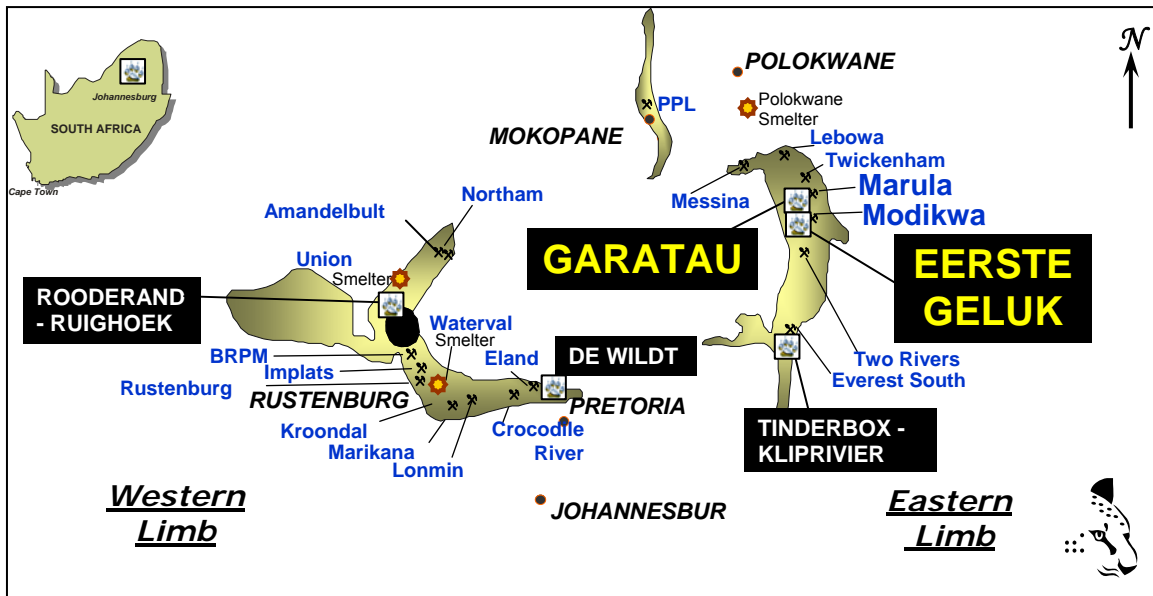 Johannesburg
SOUTH AFRICA
Cape Town
N
POLOKWANE
Polokwane
Smelter
PPL
MOKOPANE
Lebowa
Twickenham
Messina
Marula
Modikwa
Northam
Amandelbult
GARATAU
EERSTE
GELUK
Union
Smelter
ROODERAND
- RUIGHOEK
Waterval
Smelter
BRPM
Implats
Eland
DE WILDT
Two Rivers
Everest South
Rustenburg
RUSTENBURG
PRETORIA
Kroondal
Marikana
Lonmin
Crocodile
River
TINDERBOX -
KLIPRIVIER
Western
Limb
JOHANNESBUR
Eastern
Limb